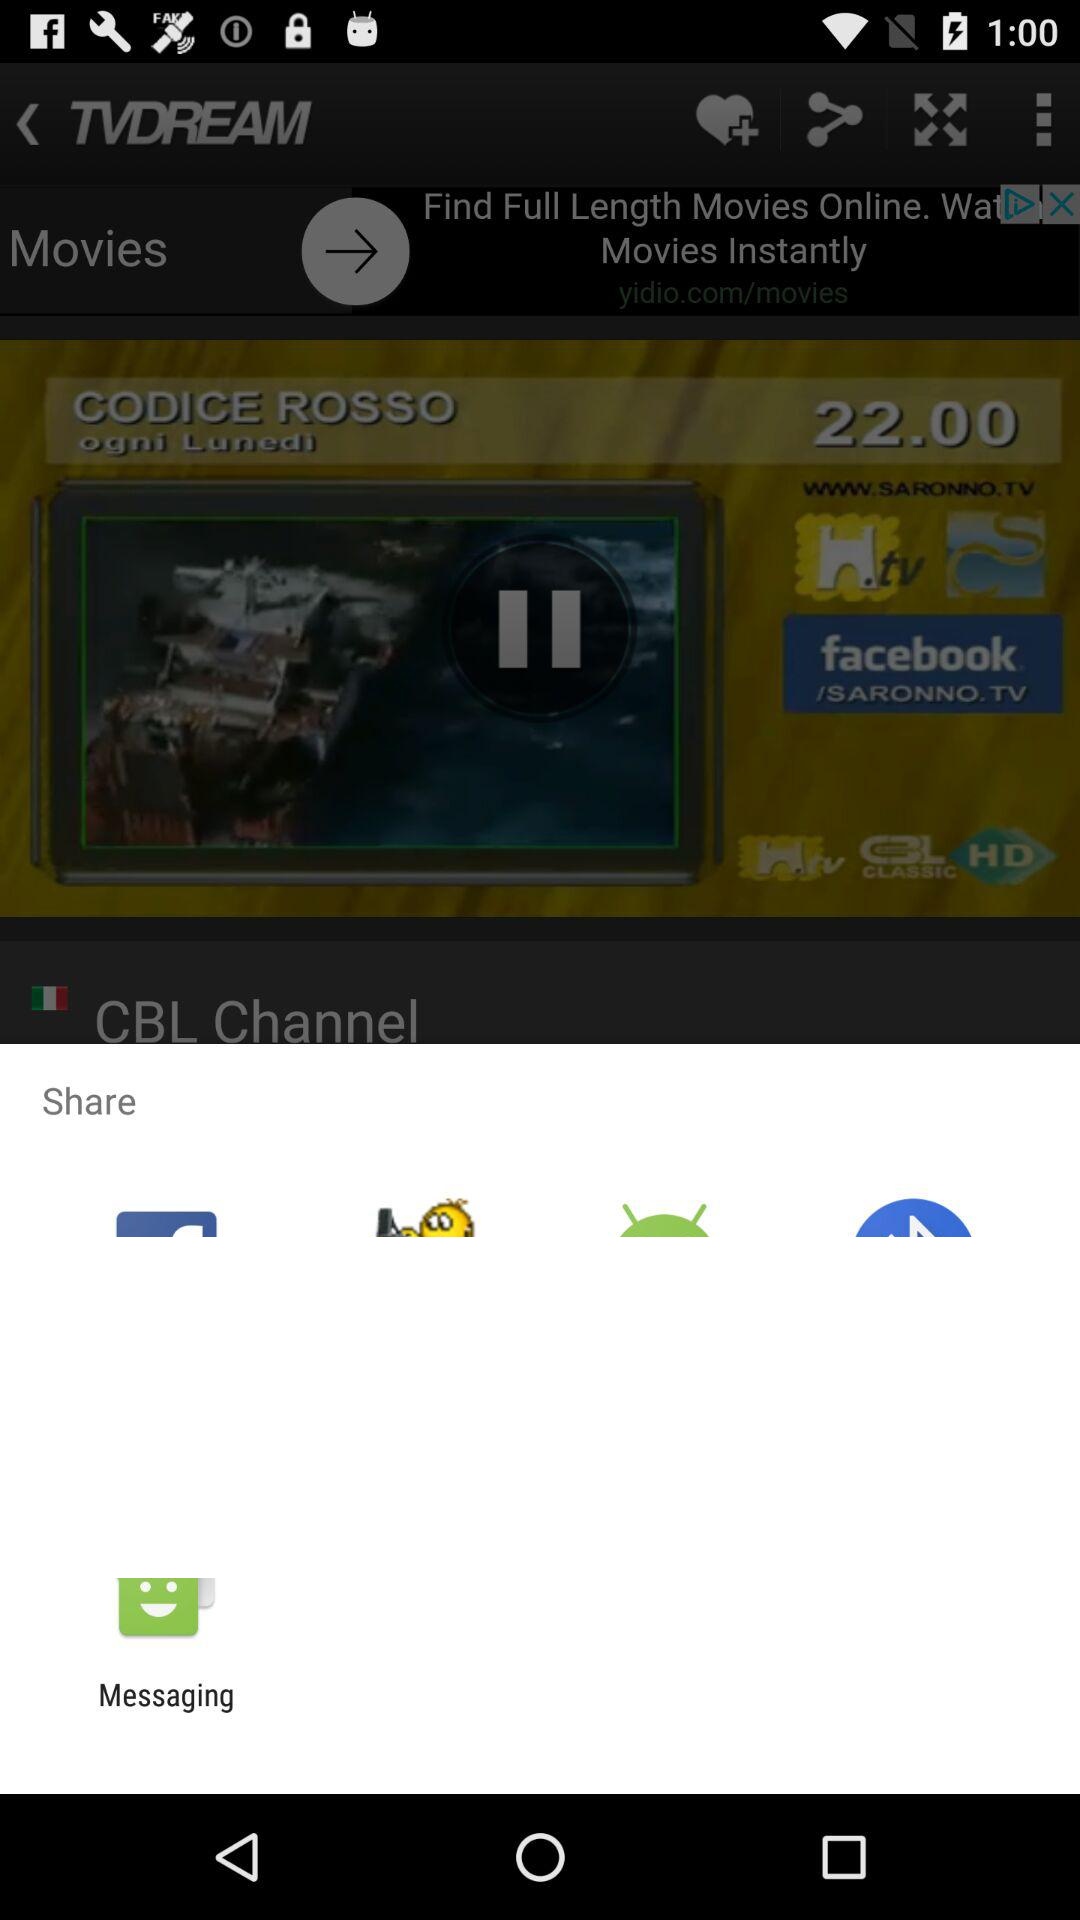 1:00
TVDREAM
Movies
Find Full Length Movies Online. Wat
Movies Instantly
yidio.com/movies
CODICE ROSSO
ogni Lunedì
22.00
WWW.SARONNO.TV
H.tv
facebook
/SARONNO.TV
H.tv
CBL
CLASSIC
HD
CBL Channel
Share
Messaging